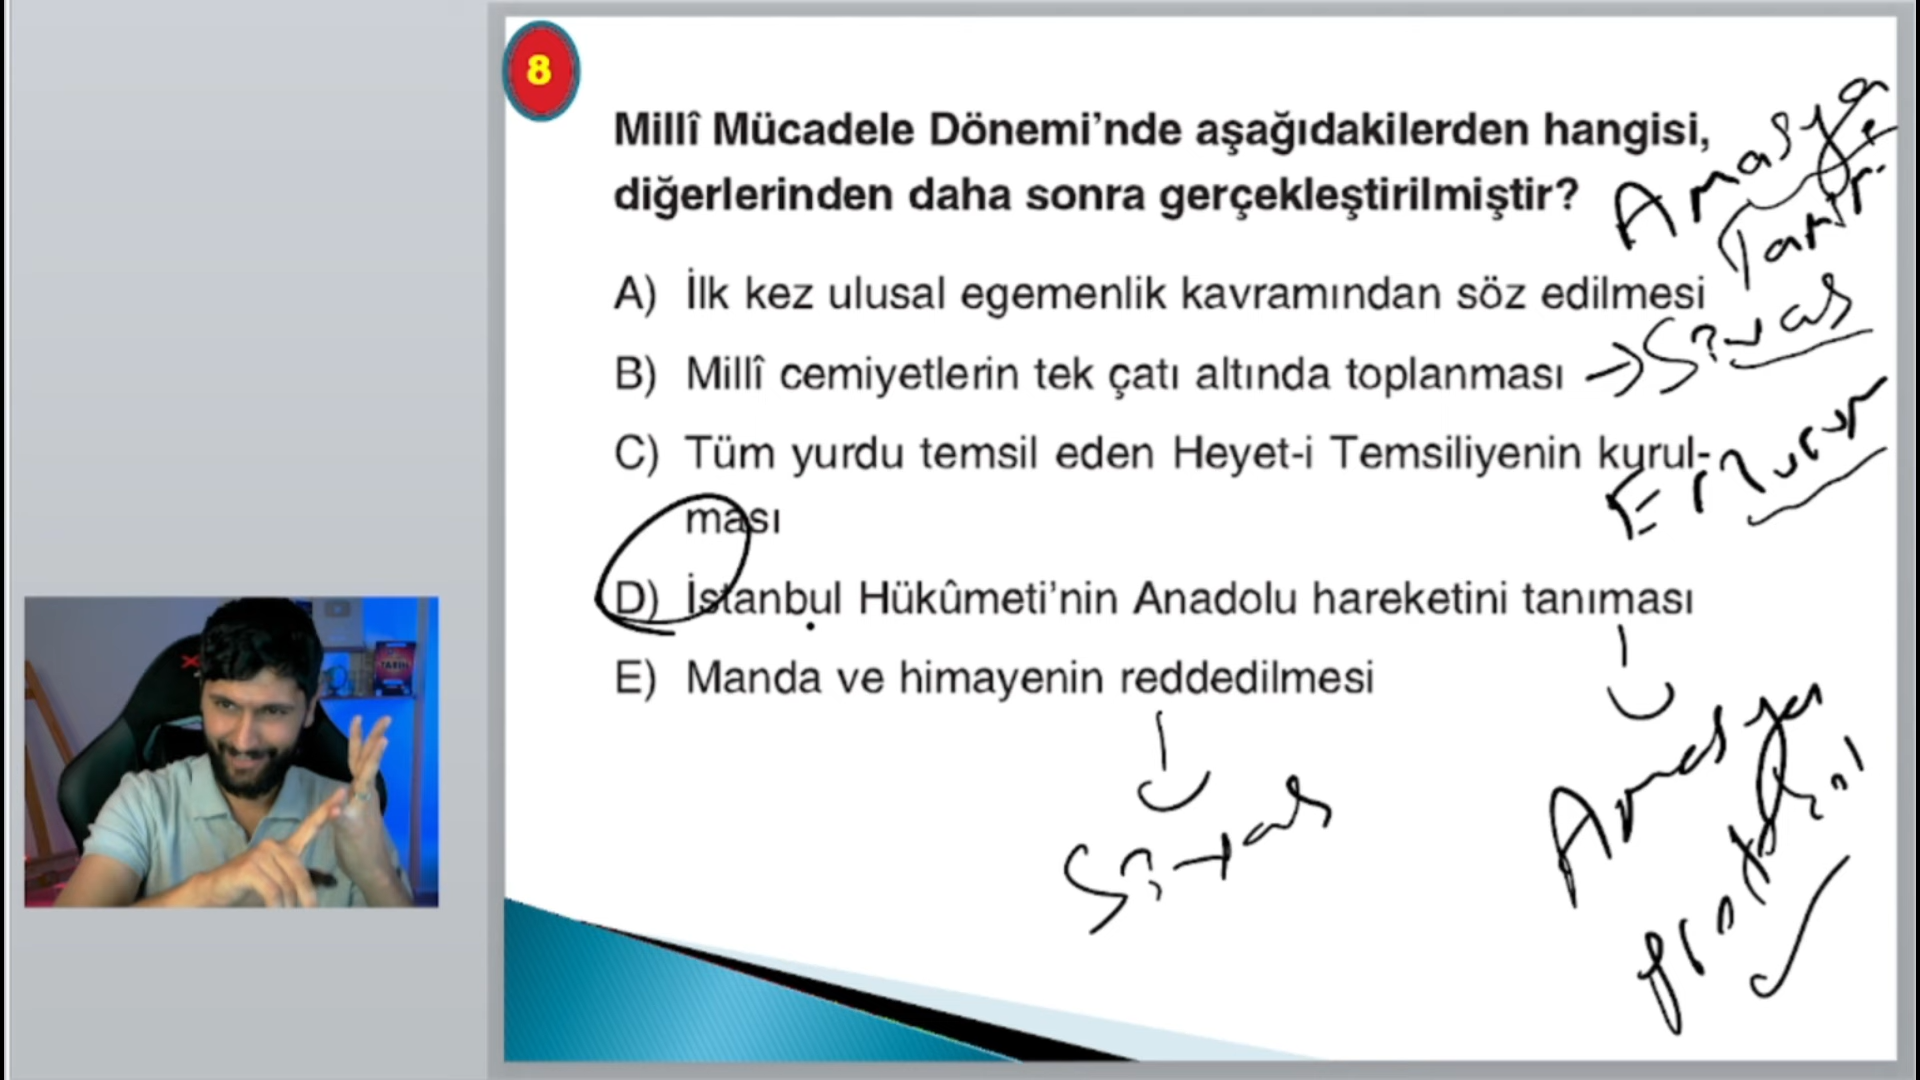 8
Millî Mücadele Dönemi’nde aşağıdakilerden hangisi,
diğerlerinden daha sonra gerçekleştirilmiştir?
Amasya
Tamimi
A) İlk kez ulusal egemenlik kavramından söz edilmesi
B) Millî cemiyetlerin tek çatı altında toplanması
Sivas
C) Tüm yurdu temsil eden Heyet-i Temsiliyenin kurul-
ması
Erzurum
D) İstanbul Hükûmeti’nin Anadolu hareketini tanıması
E) Manda ve himayenin reddedilmesi
Sivas
Amasya
TARİH